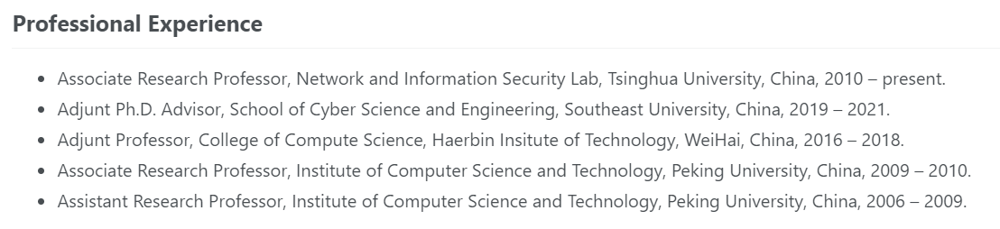 Professional Experience
• Associate Research Professor, Network and Information Security Lab, Tsinghua University, China, 2010 – present.
• Adjunt Ph.D. Advisor, School of Cyber Science and Engineering, Southeast University, China, 2019 – 2021.
• Adjunt Professor, College of Compute Science, Haerbin Insitute of Technology, WeiHai, China, 2016 – 2018.
• Associate Research Professor, Institute of Computer Science and Technology, Peking University, China, 2009 – 2010.
• Assistant Research Professor, Institute of Computer Science and Technology, Peking University, China, 2006 – 2009.